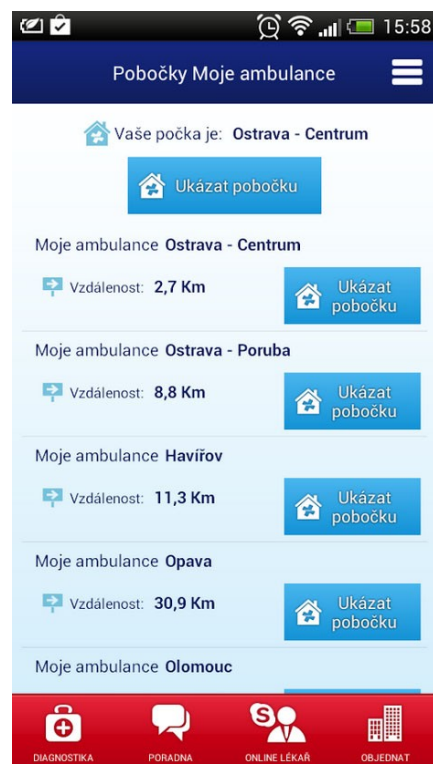 15:58
Pobočky Moje ambulance
Vaše počka je: Ostrava - Centrum
Ukázat pobočku
Moje ambulance Ostrava - Centrum
Vzdálenost: 2,7 Km
Ukázat
pobočku
Moje ambulance Ostrava - Poruba
Vzdálenost: 8,8 Km
Ukázat
pobočku
Moje ambulance Havířov
Vzdálenost: 11,3 Km
Ukázat
pobočku
Moje ambulance Opava
Vzdálenost: 30,9 Km
Ukázat
pobočku
Moje ambulance Olomouc
DIAGNOSTIKA PORADNA ONLINE LÉKAŘ OBJEDNAT